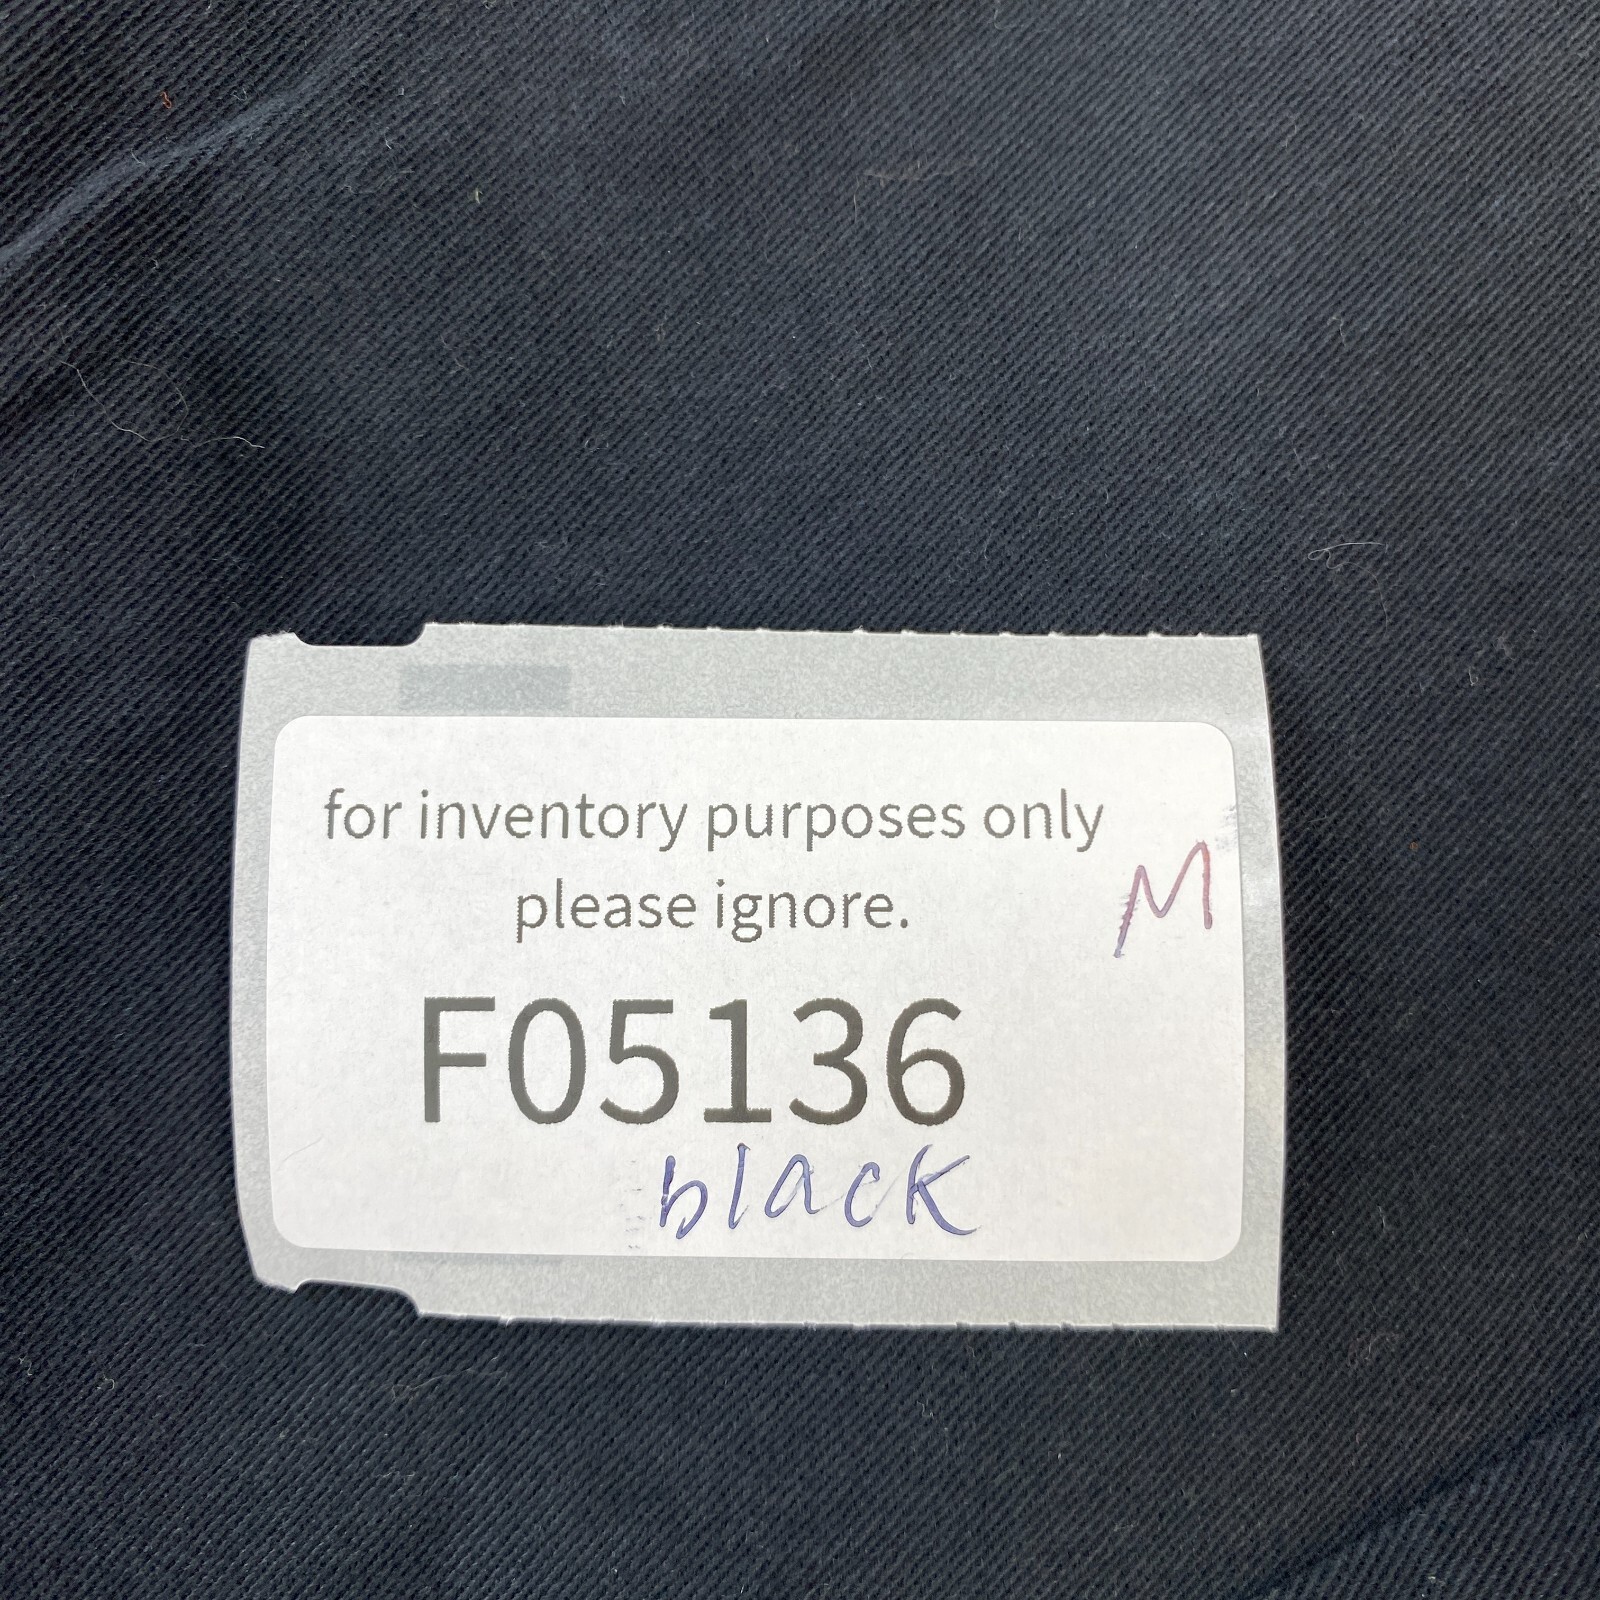 for inventory purposes only
please ignore.
M
F05136
black